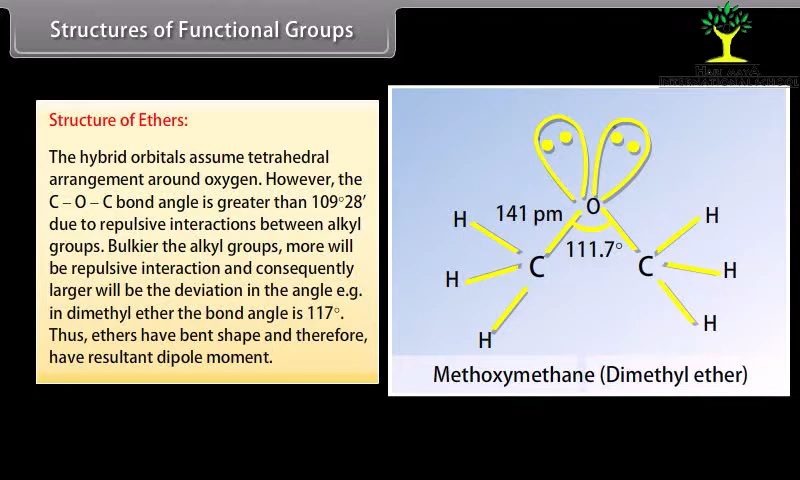 Structures of Functional Groups
HARI MAYA
INTERNATIONAL SCHOOL
Structure of Ethers:
The hybrid orbitals assume tetrahedral
arrangement around oxygen. However, the
C – O – C bond angle is greater than 109°28′
due to repulsive interactions between alkyl
groups. Bulkier the alkyl groups, more will
be repulsive interaction and consequently
larger will be the deviation in the angle e.g.
in dimethyl ether the bond angle is 117°.
Thus, ethers have bent shape and therefore,
have resultant dipole moment.
141 pm
O
H
H
111.7°
C
C
H
H
H
H
Methoxymethane (Dimethyl ether)